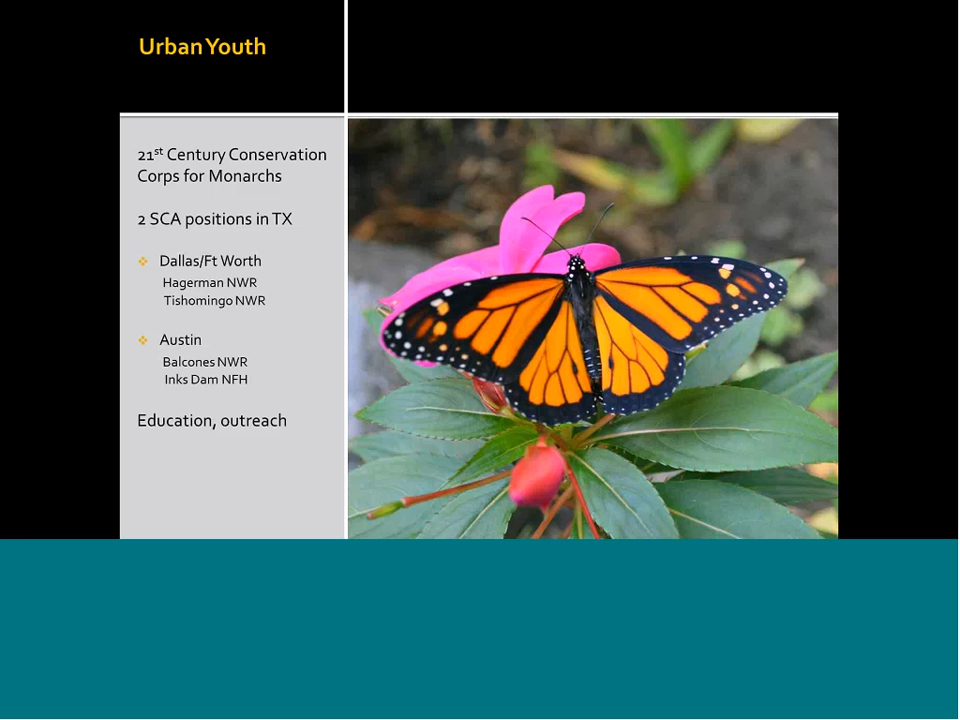 Urban Youth
21st Century Conservation
Corps for Monarchs
2 SCA positions in TX
Dallas/Ft Worth
Hagerman NWR
Tishomingo NWR
Austin
Balcones NWR
Inks Dam NFH
Education, outreach